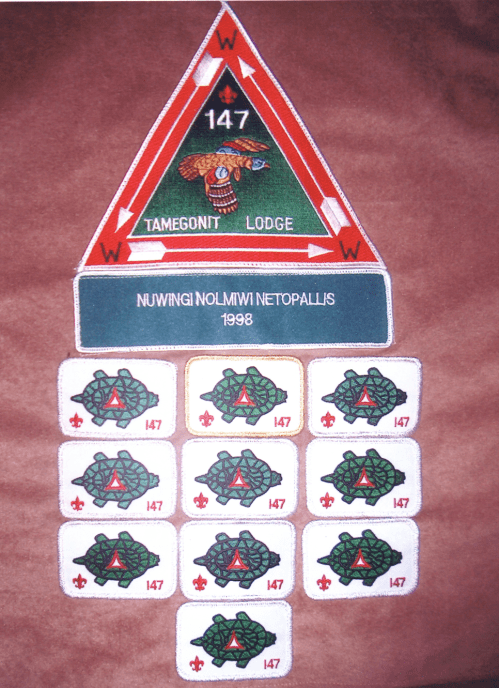 W
147
TAMEGONIT LODGE
W W
NUWINGI NOLMIWI NETOPALLIS
1998
147 147 147
147 147 147
147 147 147
147